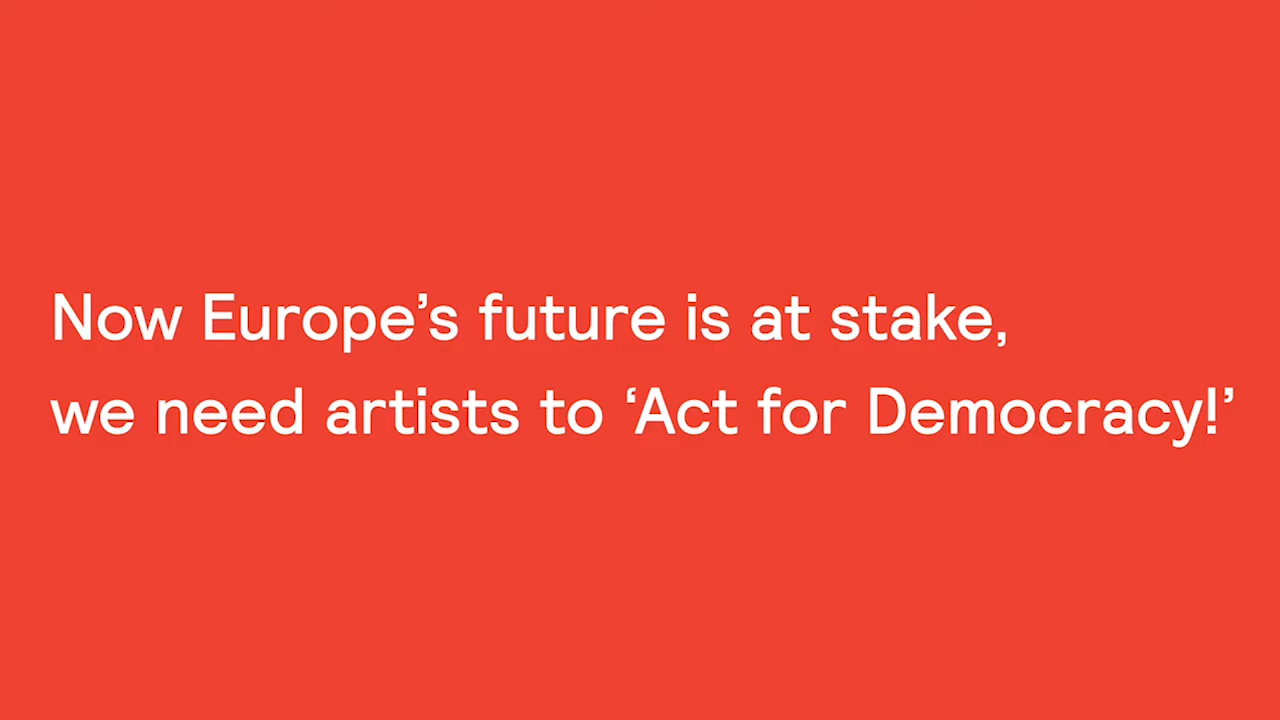 Now Europe’s future is at stake,
we need artists to ‘Act for Democracy!’